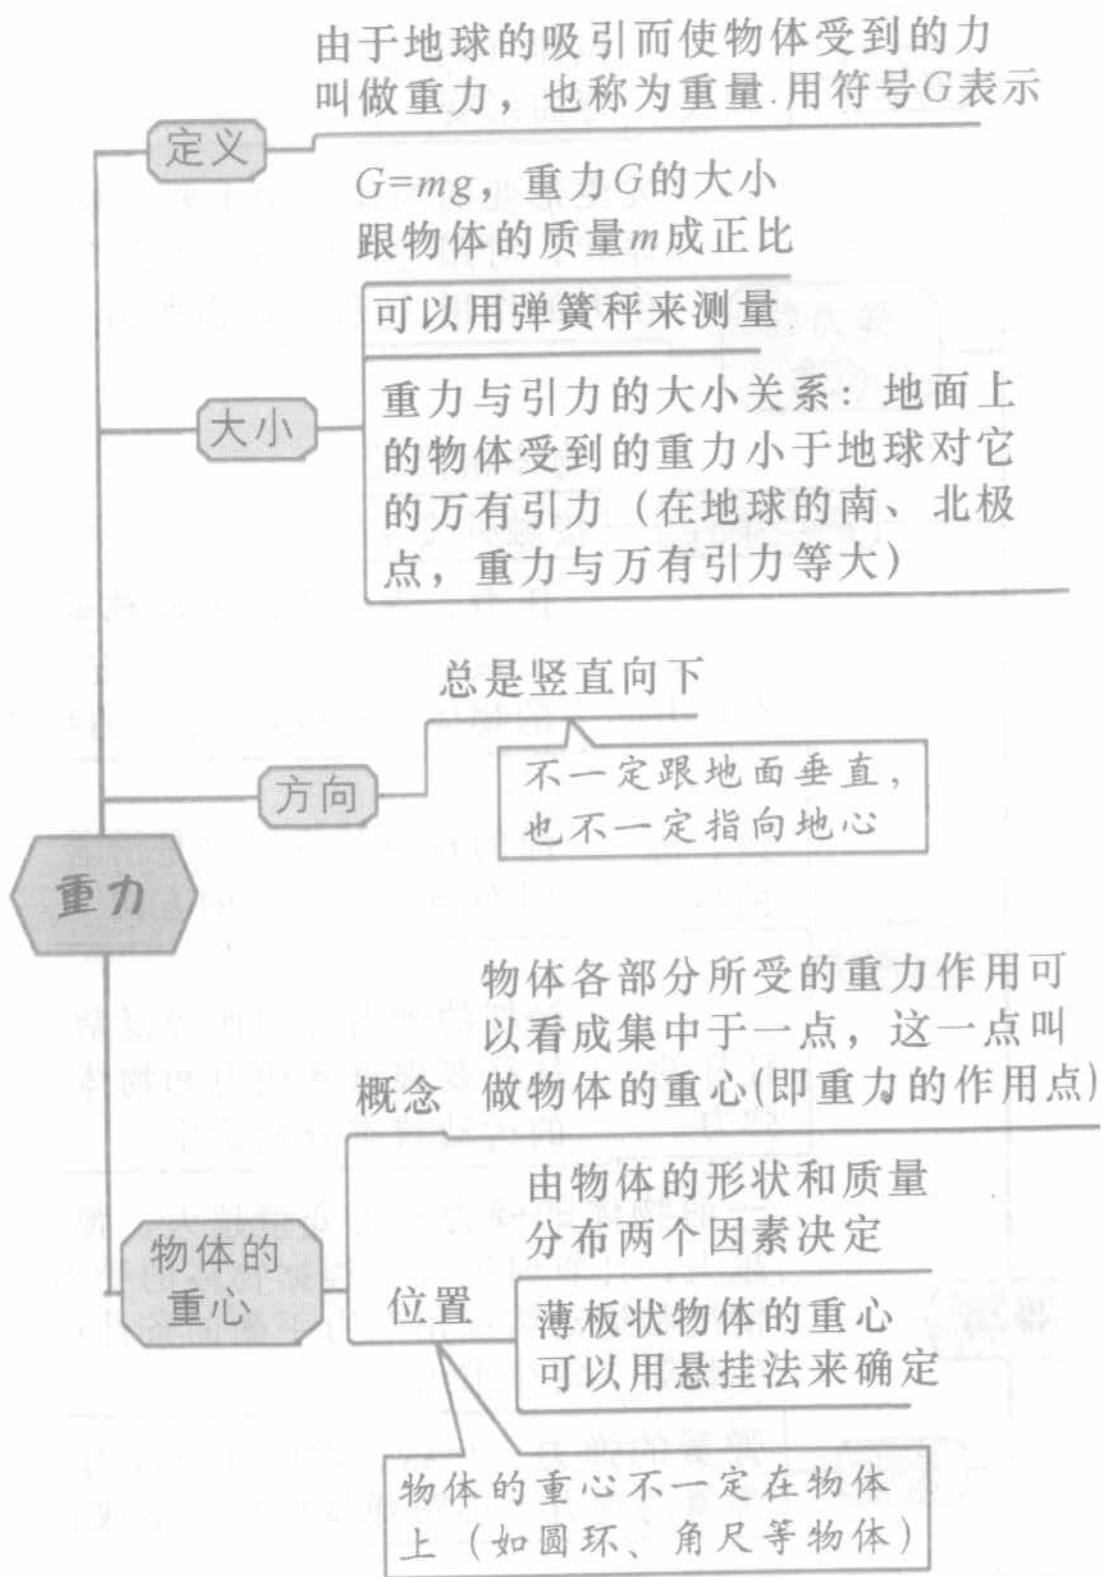 由于地球的吸引而使物体受到的力
叫做重力，也称为重量.用符号G表示
定义
G=mg，重力G的大小
跟物体的质量m成正比
可以用弹簧秤来测量
大小
重力与引力的大小关系：地面上
的物体受到的重力小于地球对它
的万有引力（在地球的南、北极
点，重力与万有引力等大）
总是竖直向下
不一定跟地面垂直，
也不一定指向地心
方向
重力
物体各部分所受的重力作用可
以看成集中于一点，这一点叫
做物体的重心(即重力的作用点)
概念
物体的
重心
位置
由物体的形状和质量
分布两个因素决定
薄板状物体的重心
可以用悬挂法来确定
物体的重心不一定在物体
上（如圆环、角尺等物体）